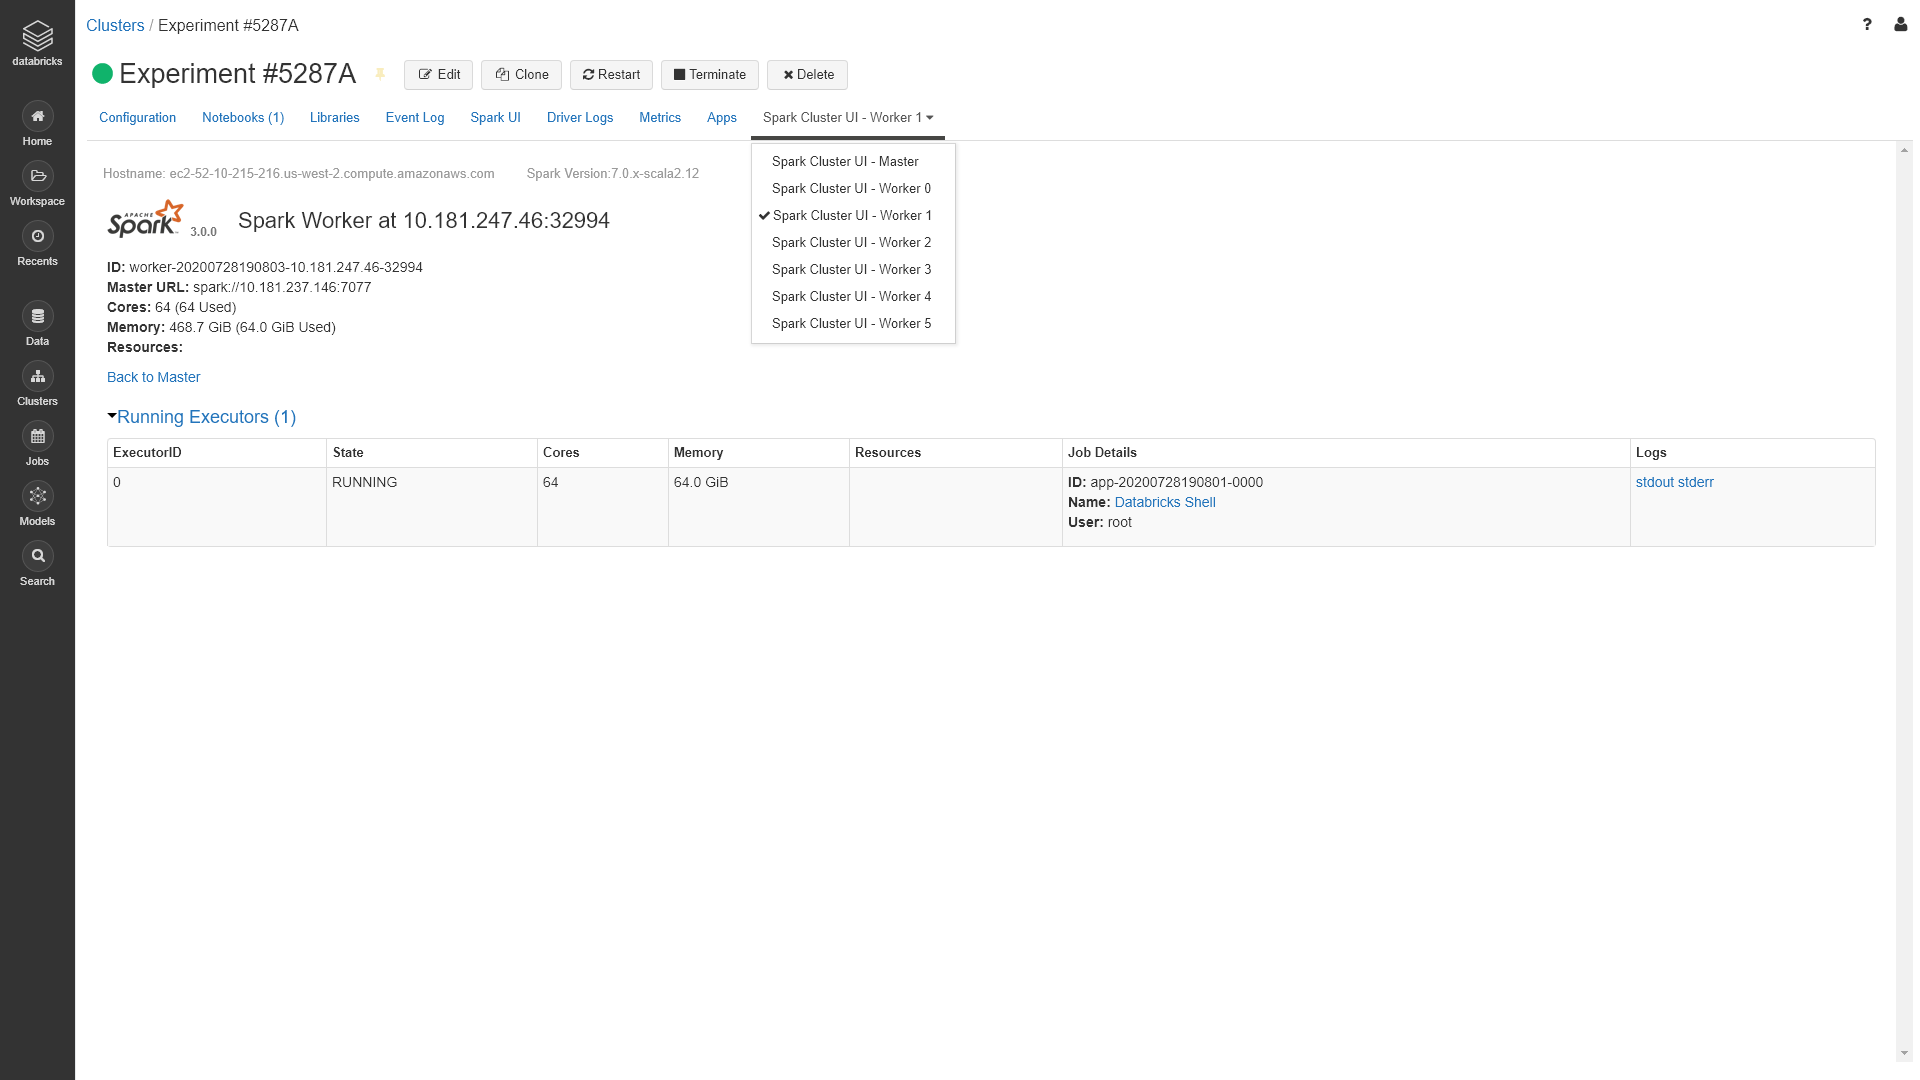 databricks
Home
Workspace
Recents
Data
Clusters
Jobs
Models
Search
Clusters / Experiment #5287A
?
Experiment #5287A
Edit
Clone
Restart
Terminate
Delete
Configuration
Notebooks (1)
Libraries
Event Log
Spark UI
Driver Logs
Metrics
Apps
Spark Cluster UI - Worker 1
Spark Cluster UI - Master
Spark Cluster UI - Worker 0
Spark Cluster UI - Worker 1
Spark Cluster UI - Worker 2
Spark Cluster UI - Worker 3
Spark Cluster UI - Worker 4
Spark Cluster UI - Worker 5
Hostname: ec2-52-10-215-216.us-west-2.compute.amazonaws.com
Spark Version:7.0.x-scala2.12
APACHE
Spark
3.0.0
Spark Worker at 10.181.247.46:32994
ID: worker-20200728190803-10.181.247.46-32994
Master URL: spark://10.181.237.146:7077
Cores: 64 (64 Used)
Memory: 468.7 GiB (64.0 GiB Used)
Resources:
Back to Master
Running Executors (1)
ExecutorID State Cores Memory Resources Job Details Logs
0 RUNNING 64 64.0 GiB ID: app-20200728190801-0000 stdout stderr
Name: Databricks Shell
User: root